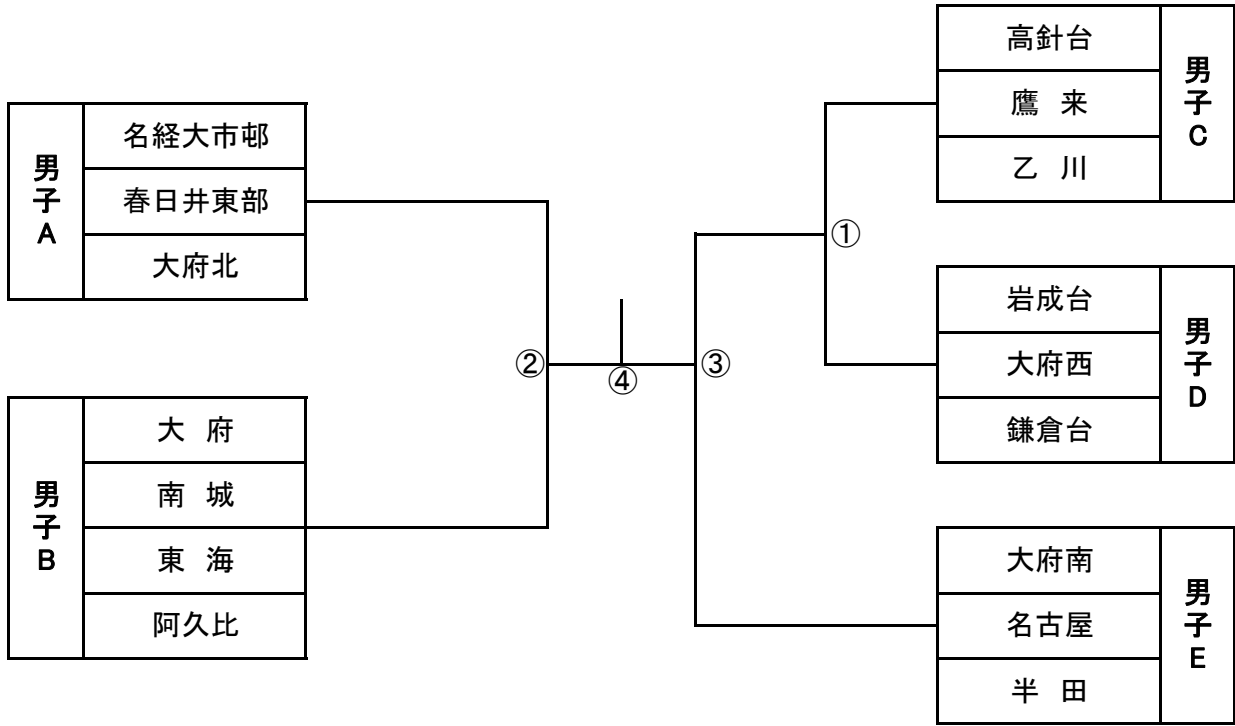 男子A
名経大市邨
春日井東部
大府北
男子B
大 府
南 城
東 海
阿久比
②
④
③
①
高針台
鷹 来
乙 川
男子C
岩成台
大府西
鎌倉台
男子D
大府南
名古屋
半 田
男子E